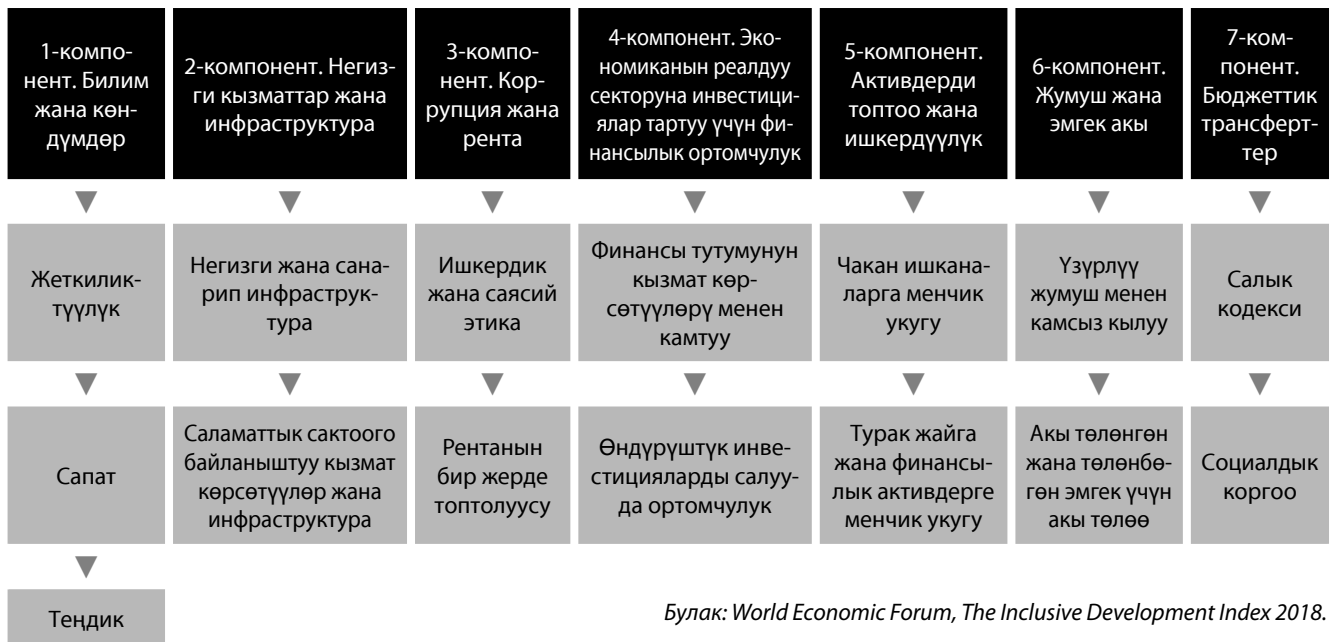 1-компо-
нент. Билим
жана көн-
дүмдөр
2-компонент. Негиз-
ги кызматтар жана
инфраструктура
3-компо-
нент. Кор-
рупция жана
рента
4-компонент. Эко-
номиканын реалдуу
секторуна инвестици-
ялар тартуу үчүн фи-
нансылык ортомчулук
5-компонент.
Активдерди
топтоо жана
ишкердүүлүк
6-компонент.
Жумуш жана
эмгек акы
7-ком-
понент.
Бюджеттик
трансферт-
тер
Жеткилик-
түүлүк
Негизги жана сана-
рип инфраструк-
тура
Ишкердик
жана саясий
этика
Финансы тутумунун
кызмат көр-
сөтүүлөрү менен
камтуу
Чакан ишкана-
ларга менчик
укугу
Үзүрлүү
жумуш менен
камсыз кылуу
Салык
кодекси
Сапат
Саламаттык сактоого
байланыштуу кызмат
көрсөтүүлөр жана
инфраструктура
Рентанын
бир жерде
топтолуусу
Өндүрүштүк инве-
стицияларды салуу-
да ортомчулук
Турак жайга
жана финансы-
лык активдерге
менчик укугу
Акы төлөнгөн
жана төлөнбө-
гөн эмгек үчүн
акы төлөө
Социалдык
коргоо
Теңдик
Булак: World Economic Forum, The Inclusive Development Index 2018.